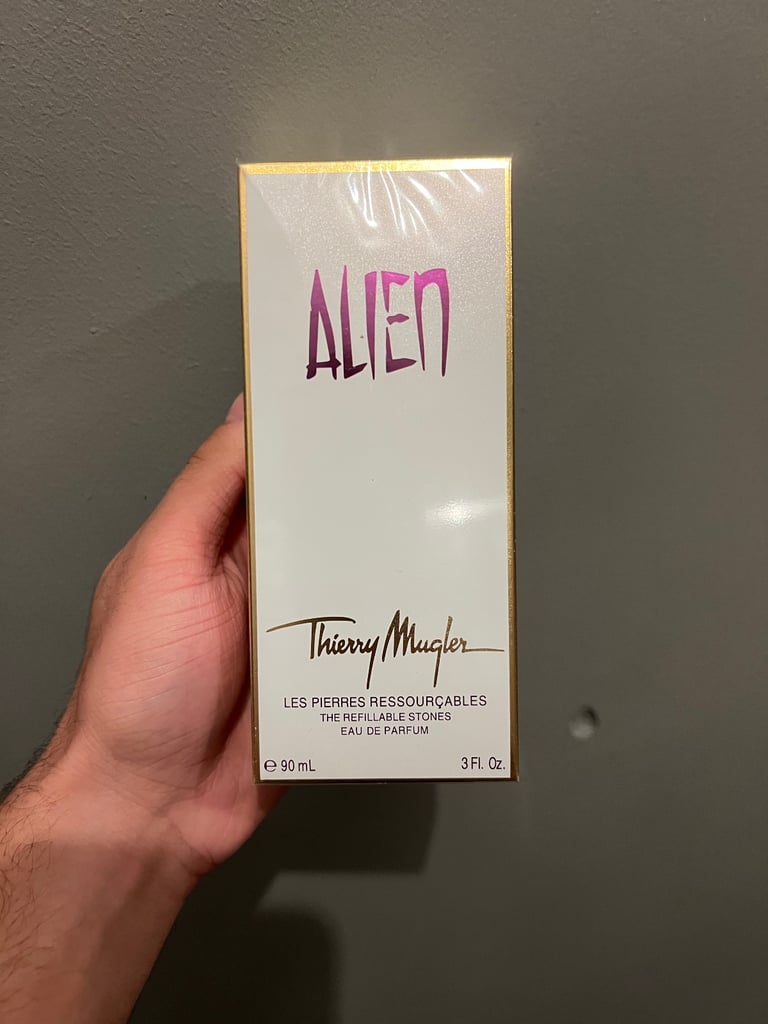 ALIEN
Thierry Mugler
LES PIERRES RESSOURÇABLES
THE REFILLABLE STONES
EAU DE PARFUM
℮ 90 mL 3 Fl. Oz.